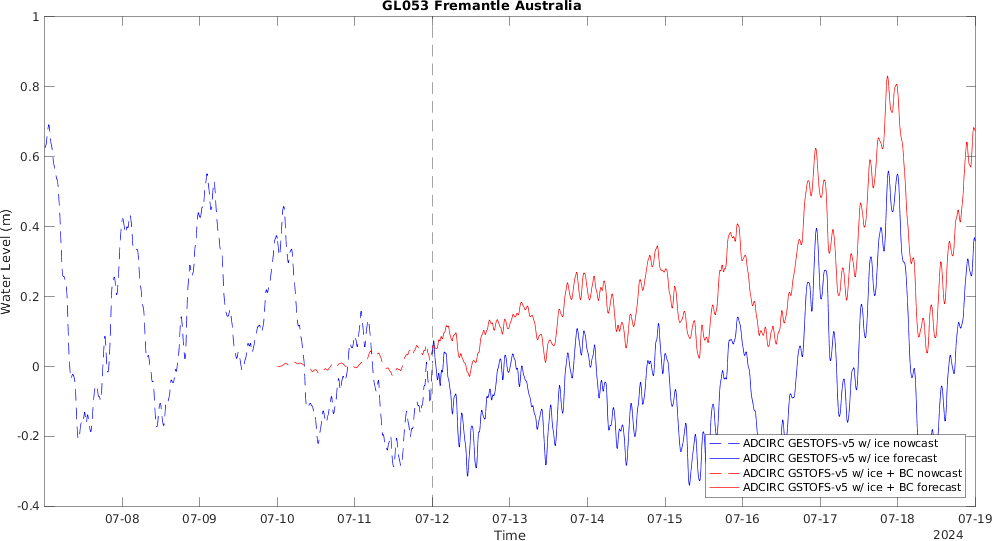 GL053 Fremantle Australia
1
0.8
0.6
0.4
0.2
0
-0.2
-0.4
Water Level (m)
ADCIRC GESTOFS-v5 w/ ice nowcast
ADCIRC GESTOFS-v5 w/ ice forecast
ADCIRC GSTOFS-v5 w/ ice + BC nowcast
ADCIRC GSTOFS-v5 w/ ice + BC forecast
07-08 07-09 07-10 07-11 07-12 07-13 07-14 07-15 07-16 07-17 07-18 07-19
Time
2024